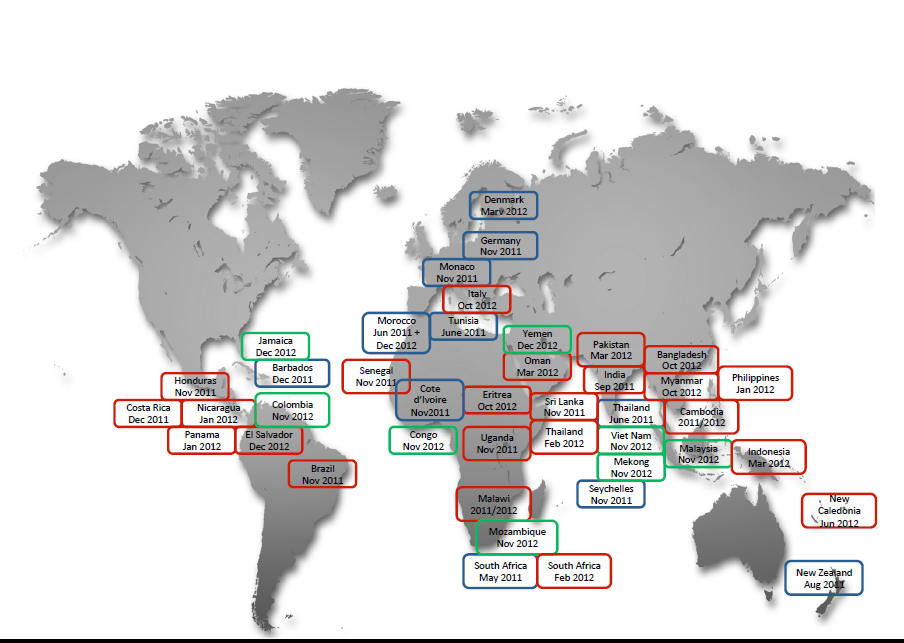 Denmark
Marv 2012
Germany
Nov 2011
Monaco
Nov 2011
Italy
Oct 2012
Morocco
Jun 2011 +
Dec 2012
Tunisia
June 2011
Jamaica
Dec 2012
Yemen
Dec 2012
Pakistan
Mar 2012
Bangladesh
Oct 2012
Barbados
Dec 2011
Senegal
Nov 2011
Oman
Mar 2012
India
Sep 2011
Myanmar
Oct 2012
Philippines
Jan 2012
Honduras
Nov 2011
Cote
d'Ivoire
Nov2011
Eritrea
Oct 2012
Sri Lanka
Nov 2011
Thailand
June 2011
Cambodia
2011/2012
Costa Rica
Dec 2011
Nicaragua
Jan 2012
Colombia
Nov 2012
Panama
Jan 2012
El Salvador
Dec 2012
Congo
Nov 2012
Uganda
Nov 2011
Thailand
Feb 2012
Viet Nam
Nov 2012
Malaysia
Nov 2012
Indonesia
Mar 2012
Brazil
Nov 2011
Mekong
Nov 2012
Seychelles
Nov 2011
Malawi
2011/2012
New
Caledonia
Jun 2012
Mozambique
Nov 2012
South Africa
May 2011
South Africa
Feb 2012
New Zealand
Aug 2011